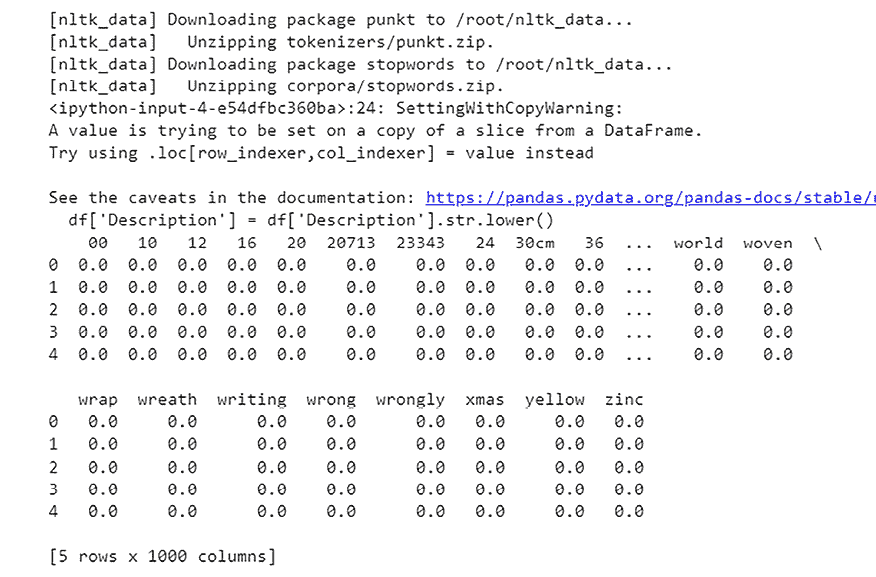 [nltk_data] Downloading package punkt to /root/nltk_data...
[nltk_data]   Unzipping tokenizers/punkt.zip.
[nltk_data] Downloading package stopwords to /root/nltk_data...
[nltk_data]   Unzipping corpora/stopwords.zip.
<ipython-input-4-e54dfbc360ba>:24: SettingWithCopyWarning:
A value is trying to be set on a copy of a slice from a DataFrame.
Try using .loc[row_indexer,col_indexer] = value instead

See the caveats in the documentation: https://pandas.pydata.org/pandas-docs/stable/
  df['Description'] = df['Description'].str.lower()
    00   10   12   16   20  20713  23343   24  30cm   36  ...  world  woven  \
0  0.0  0.0  0.0  0.0  0.0    0.0    0.0  0.0   0.0  0.0  ...    0.0    0.0
1  0.0  0.0  0.0  0.0  0.0    0.0    0.0  0.0   0.0  0.0  ...    0.0    0.0
2  0.0  0.0  0.0  0.0  0.0    0.0    0.0  0.0   0.0  0.0  ...    0.0    0.0
3  0.0  0.0  0.0  0.0  0.0    0.0    0.0  0.0   0.0  0.0  ...    0.0    0.0
4  0.0  0.0  0.0  0.0  0.0    0.0    0.0  0.0   0.0  0.0  ...    0.0    0.0

   wrap  wreath  writing  wrong  wrongly  xmas  yellow  zinc
0   0.0     0.0      0.0    0.0      0.0   0.0     0.0   0.0
1   0.0     0.0      0.0    0.0      0.0   0.0     0.0   0.0
2   0.0     0.0      0.0    0.0      0.0   0.0     0.0   0.0
3   0.0     0.0      0.0    0.0      0.0   0.0     0.0   0.0
4   0.0     0.0      0.0    0.0      0.0   0.0     0.0   0.0

[5 rows x 1000 columns]